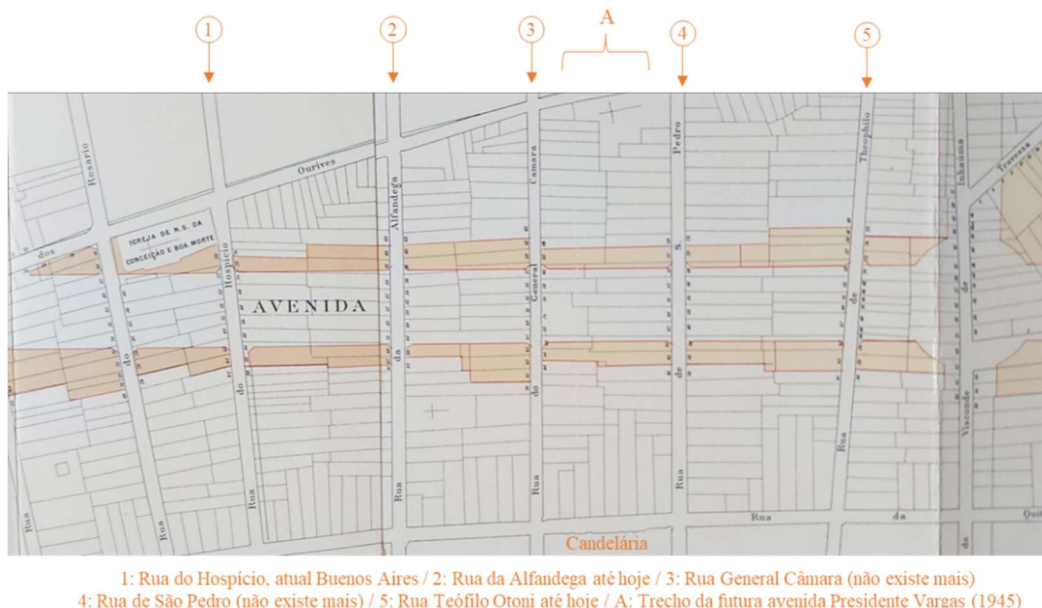 1 2 3 A 4 5
Rosario
Ourives
Alfandega
Camara
Pedro
Theophilo
Inhaúma
Travessa
dos
IGREJA DE N.S. DA
CONCEIÇÃO E BOA MORTE
Hospicio
General
S.
de
de
AVENIDA
do
do
da
do
de
Rua
Visconde
Rua
Rua
Rua
Rua
Rua
Rua
Rua da
da
Candelária
1: Rua do Hospício, atual Buenos Aires / 2: Rua da Alfandega até hoje / 3: Rua General Câmara (não existe mais)
4: Rua de São Pedro (não existe mais) / 5: Rua Teófilo Otoni até hoje / A: Trecho da futura avenida Presidente Vargas (1945)